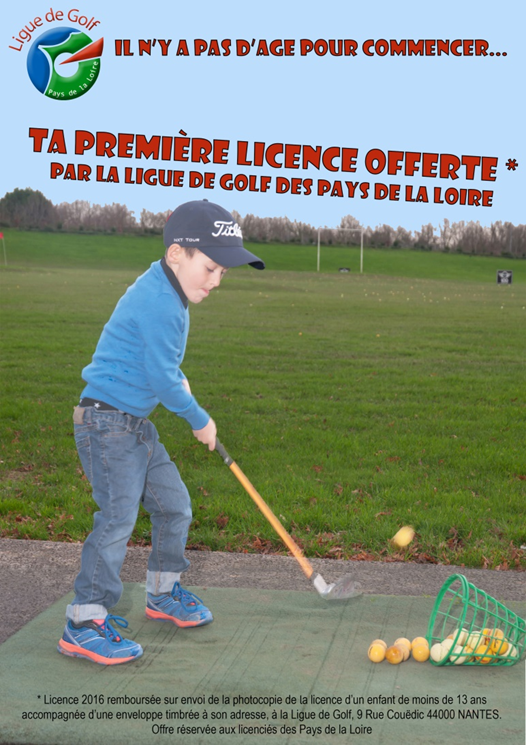 Ligue de Golf
Pays de la Loire
IL N'Y A PAS D'AGE POUR COMMENCER...
TA PREMIÈRE LICENCE OFFERTE *
PAR LA LIGUE DE GOLF DES PAYS DE LA LOIRE
Titleist
NXT TOUR
* Licence 2016 remboursée sur envoi de la photocopie de la licence d'un enfant de moins de 13 ans
accompagnée d'une enveloppe timbrée à son adresse, à la Ligue de Golf, 9 Rue Couëdic 44000 NANTES.
Offre réservée aux licenciés des Pays de la Loire